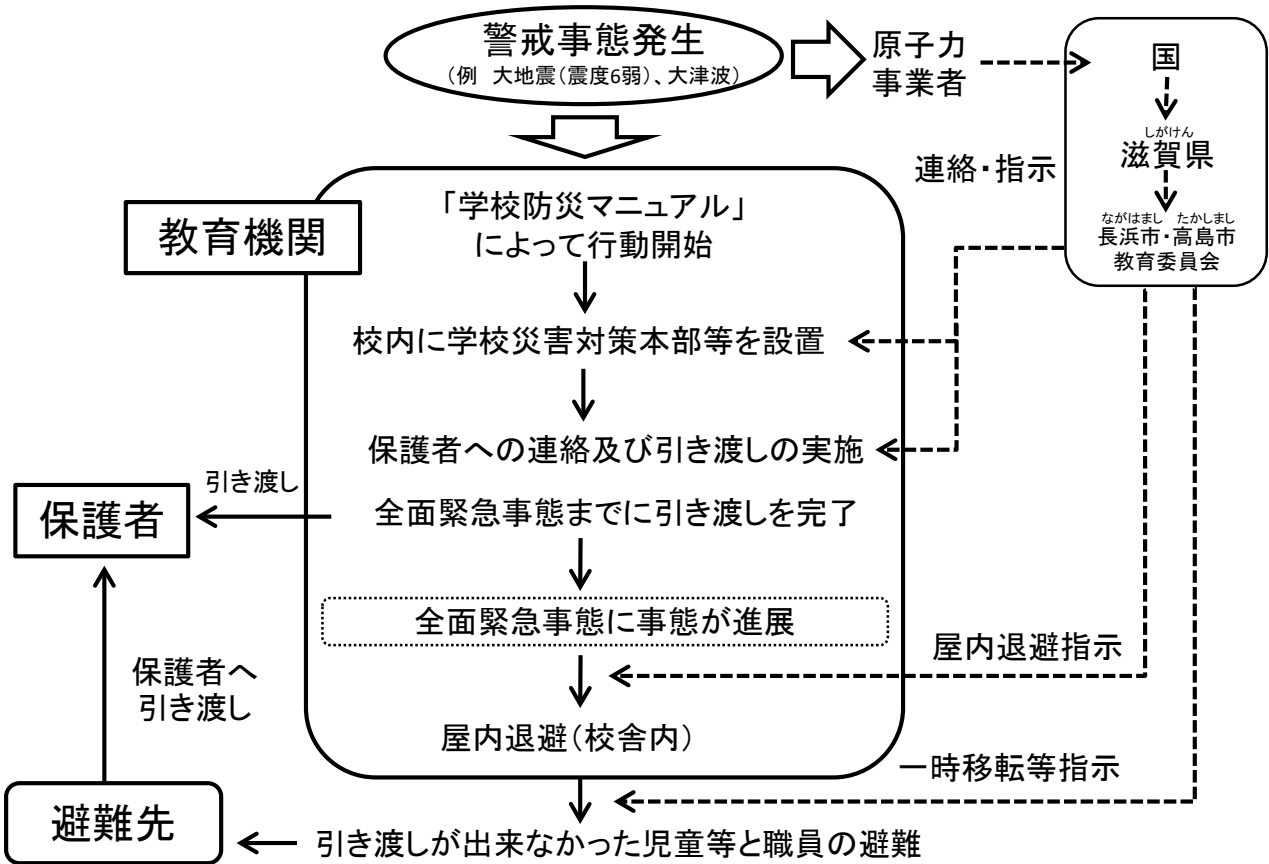 警戒事態発生
（例　大地震（震度6弱）、大津波）
原子力
事業者
国
しがけん
滋賀県
ながはまし　たかしまし
長浜市・高島市
教育委員会
連絡・指示
教育機関
「学校防災マニュアル」
によって行動開始
校内に学校災害対策本部等を設置
保護者への連絡及び引き渡しの実施
引き渡し
保護者
全面緊急事態までに引き渡しを完了
全面緊急事態に事態が進展
屋内退避指示
保護者へ
引き渡し
屋内退避（校舎内）
一時移転等指示
避難先
引き渡しが出来なかった児童等と職員の避難